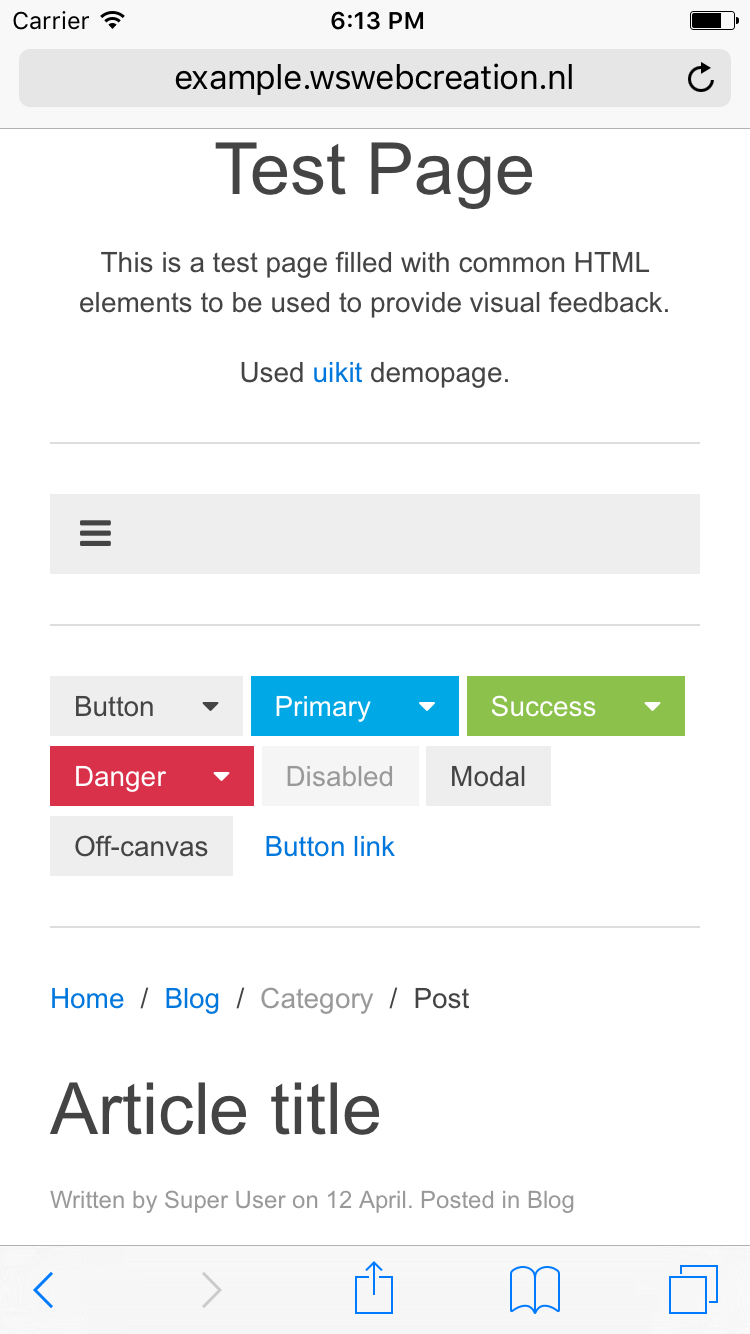 Carrier 6:13 PM
example.wswebcreation.nl
Test Page
This is a test page filled with common HTML
elements to be used to provide visual feedback.
Used uikit demopage.
Button Primary Success
Danger Disabled Modal
Off-canvas Button link
Home / Blog / Category / Post
Article title
Written by Super User on 12 April. Posted in Blog